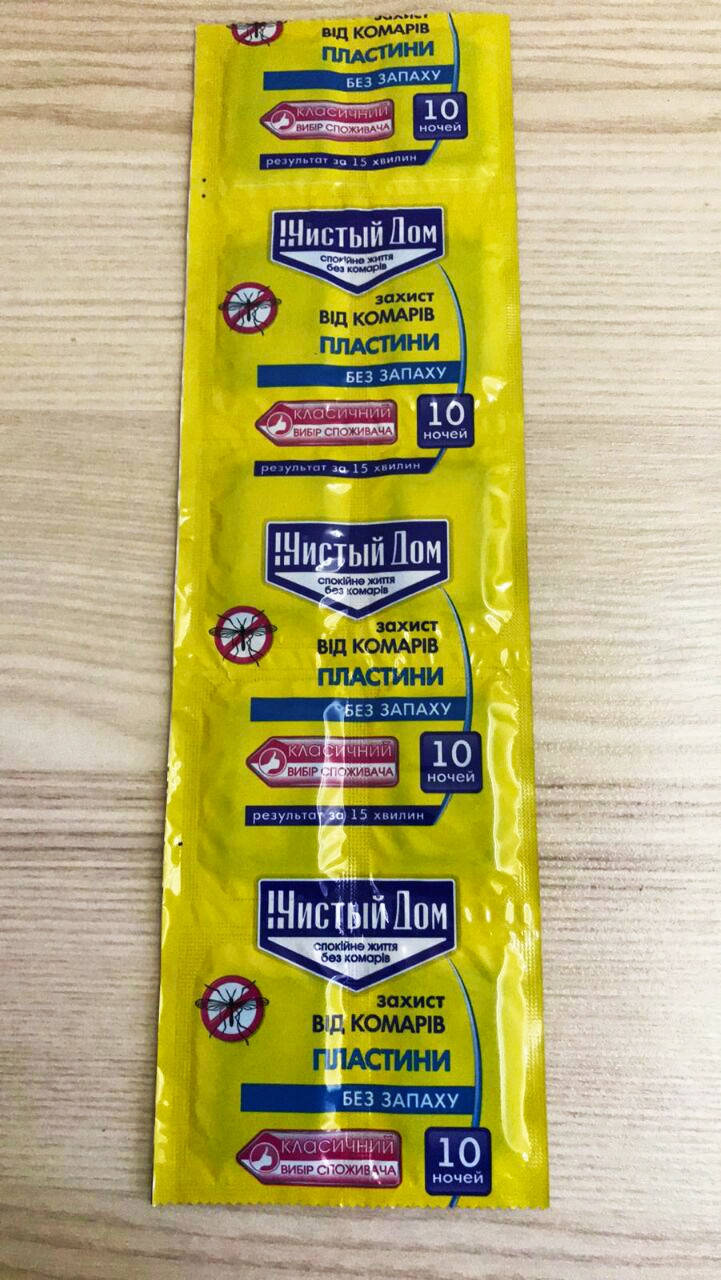 захист
ВІД КОМАРІВ
ПЛАСТИНИ
БЕЗ ЗАПАХУ
КЛАСИЧНИЙ
ВИБІР СПОЖИВАЧА
10
ночей
результат за 15 хвилин
!Чистый Дом
спокійне життя
без комарів
захист
ВІД КОМАРІВ
ПЛАСТИНИ
БЕЗ ЗАПАХУ
КЛАСИЧНИЙ
ВИБІР СПОЖИВАЧА
10
ночей
результат за 15 хвилин
!Чистый Дом
спокійне життя
без комарів
захист
ВІД КОМАРІВ
ПЛАСТИНИ
БЕЗ ЗАПАХУ
КЛАСИЧНИЙ
ВИБІР СПОЖИВАЧА
10
ночей
результат за 15 хвилин
!Чистый Дом
спокійне життя
без комарів
захист
ВІД КОМАРІВ
ПЛАСТИНИ
БЕЗ ЗАПАХУ
КЛАСИЧНИЙ
ВИБІР СПОЖИВАЧА
10
ночей